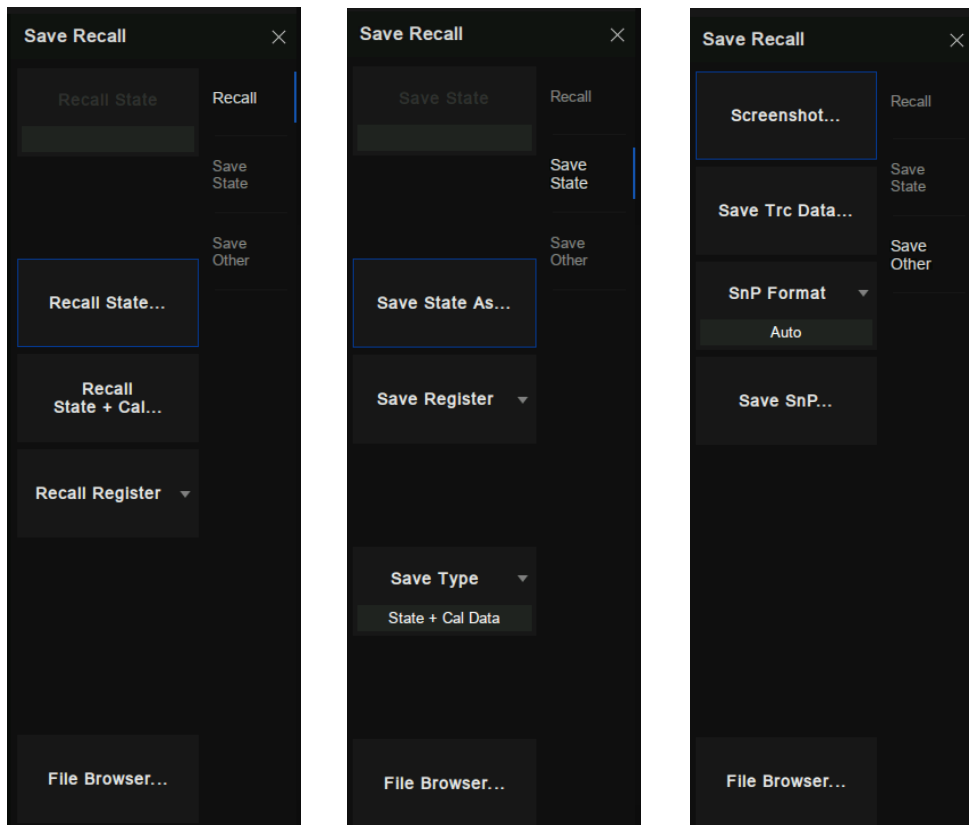 Save Recall
Recall State
Recall
Save
State
Save
Other
Recall State...
Recall
State + Cal...
Recall Register
File Browser...
Save Recall
Save State
Recall
Save
State
Save
Other
Save State As...
Save Register
Save Type
State + Cal Data
File Browser...
Save Recall
Screenshot...
Recall
Save
State
Save Trc Data...
Save
Other
SnP Format
Auto
Save SnP...
File Browser...